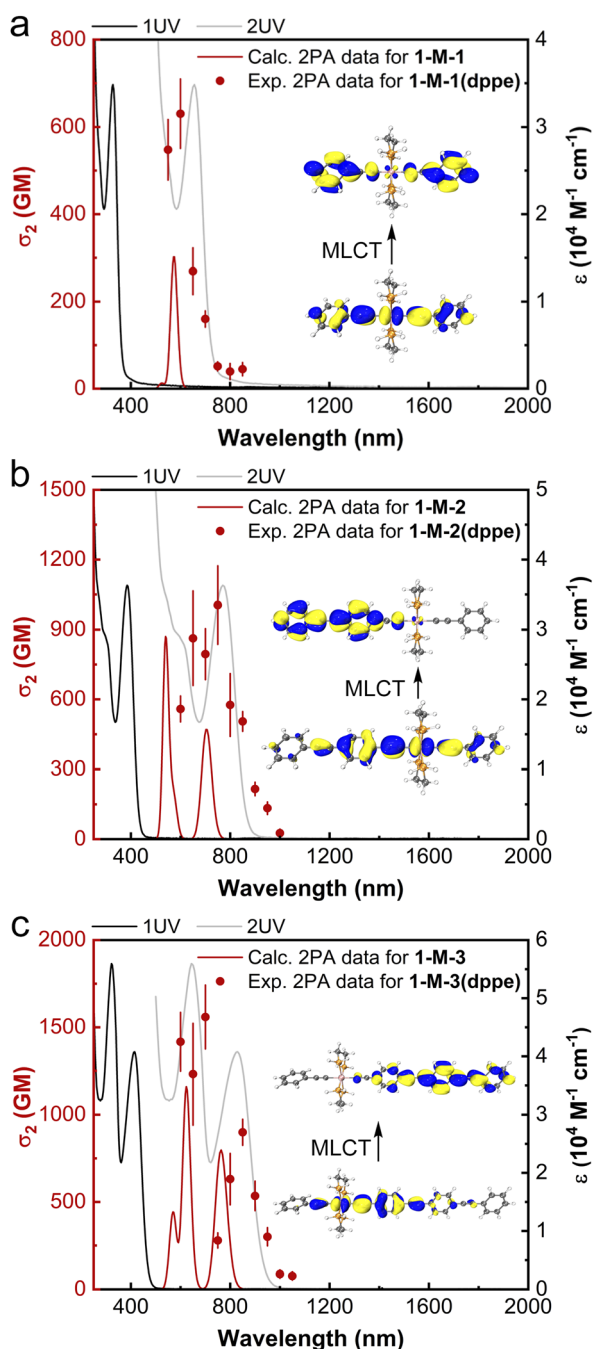 a
1UV 2UV
800
600
400
200
0
σ₂ (GM)
4
3
2
1
0
ε (10⁴ M⁻¹ cm⁻¹)
Calc. 2PA data for 1-M-1
Exp. 2PA data for 1-M-1(dppe)
MLCT
400 800 1200 1600 2000
Wavelength (nm)
b
1UV 2UV
1500
1200
900
600
300
0
σ₂ (GM)
5
4
3
2
1
0
ε (10⁴ M⁻¹ cm⁻¹)
Calc. 2PA data for 1-M-2
Exp. 2PA data for 1-M-2(dppe)
MLCT
400 800 1200 1600 2000
Wavelength (nm)
c
1UV 2UV
2000
1500
1000
500
0
σ₂ (GM)
6
5
4
3
2
1
0
ε (10⁴ M⁻¹ cm⁻¹)
Calc. 2PA data for 1-M-3
Exp. 2PA data for 1-M-3(dppe)
MLCT
400 800 1200 1600 2000
Wavelength (nm)